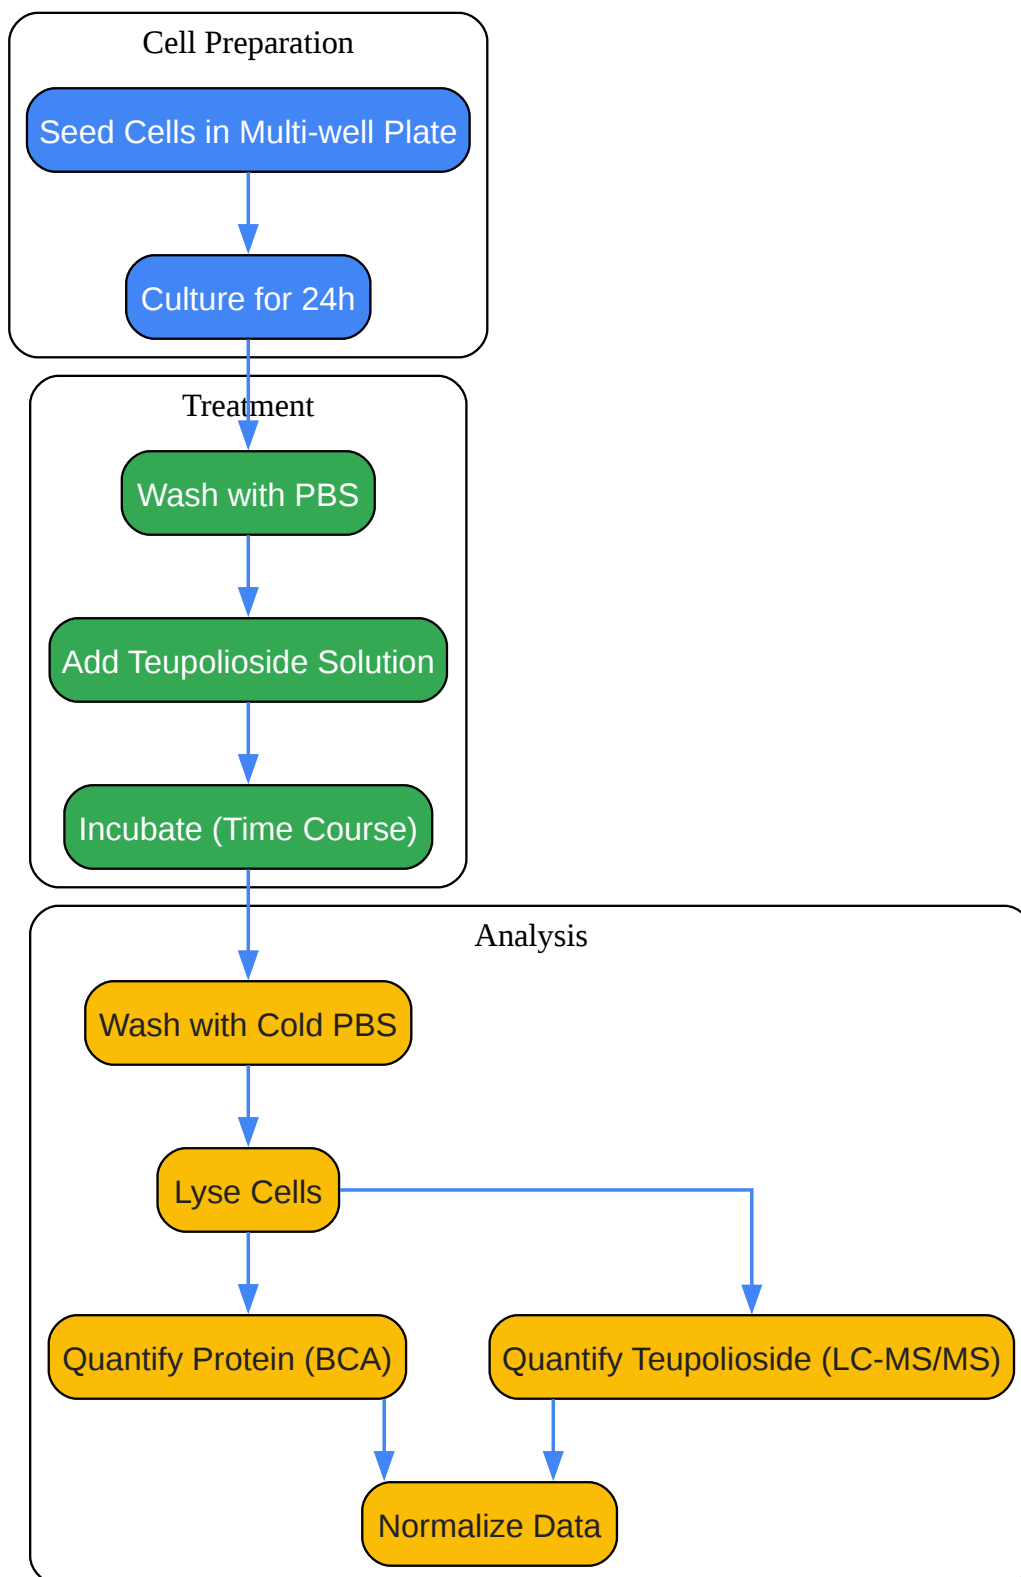 Cell Preparation
Seed Cells in Multi-well Plate
Culture for 24h
Treatment
Wash with PBS
Add Teupolioside Solution
Incubate (Time Course)
Analysis
Wash with Cold PBS
Lyse Cells
Quantify Protein (BCA)
Quantify Teupolioside (LC-MS/MS)
Normalize Data